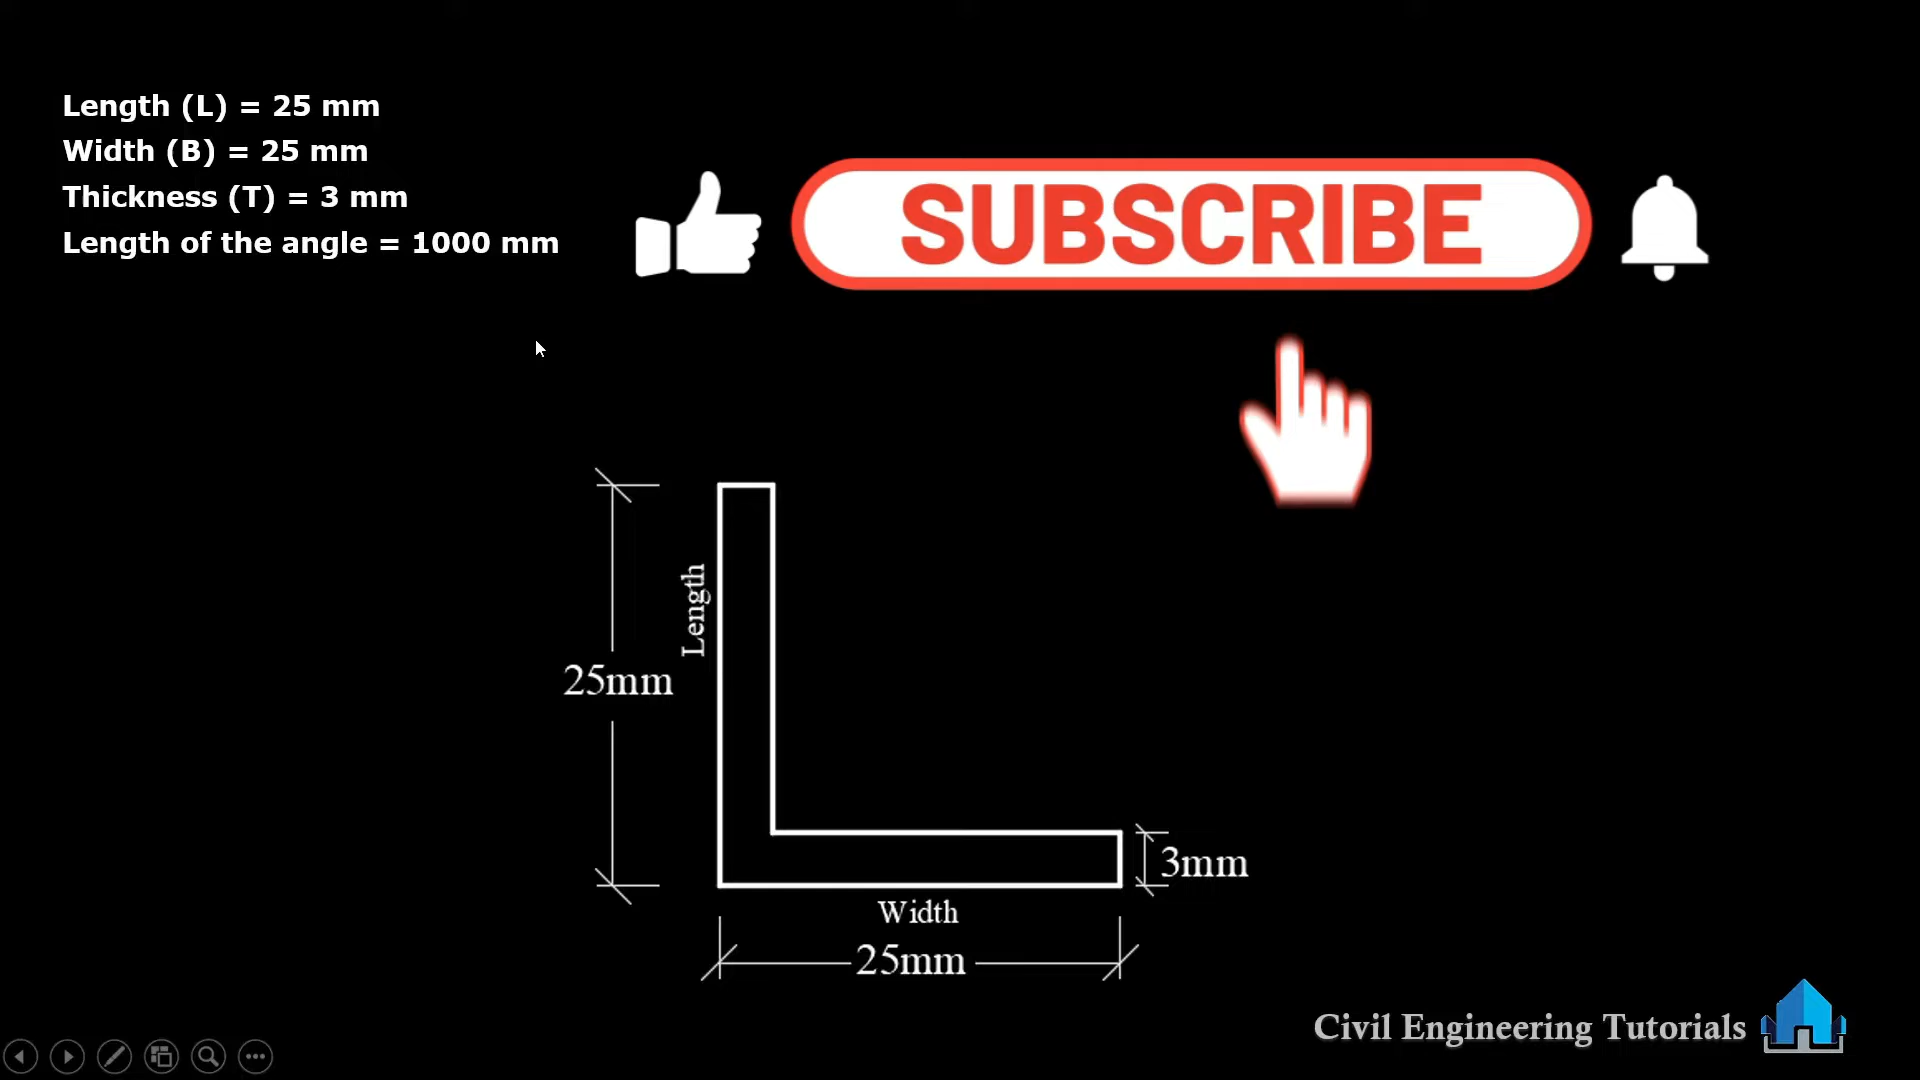 Length (L) = 25 mm
Width (B) = 25 mm
Thickness (T) = 3 mm
Length of the angle = 1000 mm
SUBSCRIBE
Length
25mm
3mm
Width
25mm
Civil Engineering Tutorials